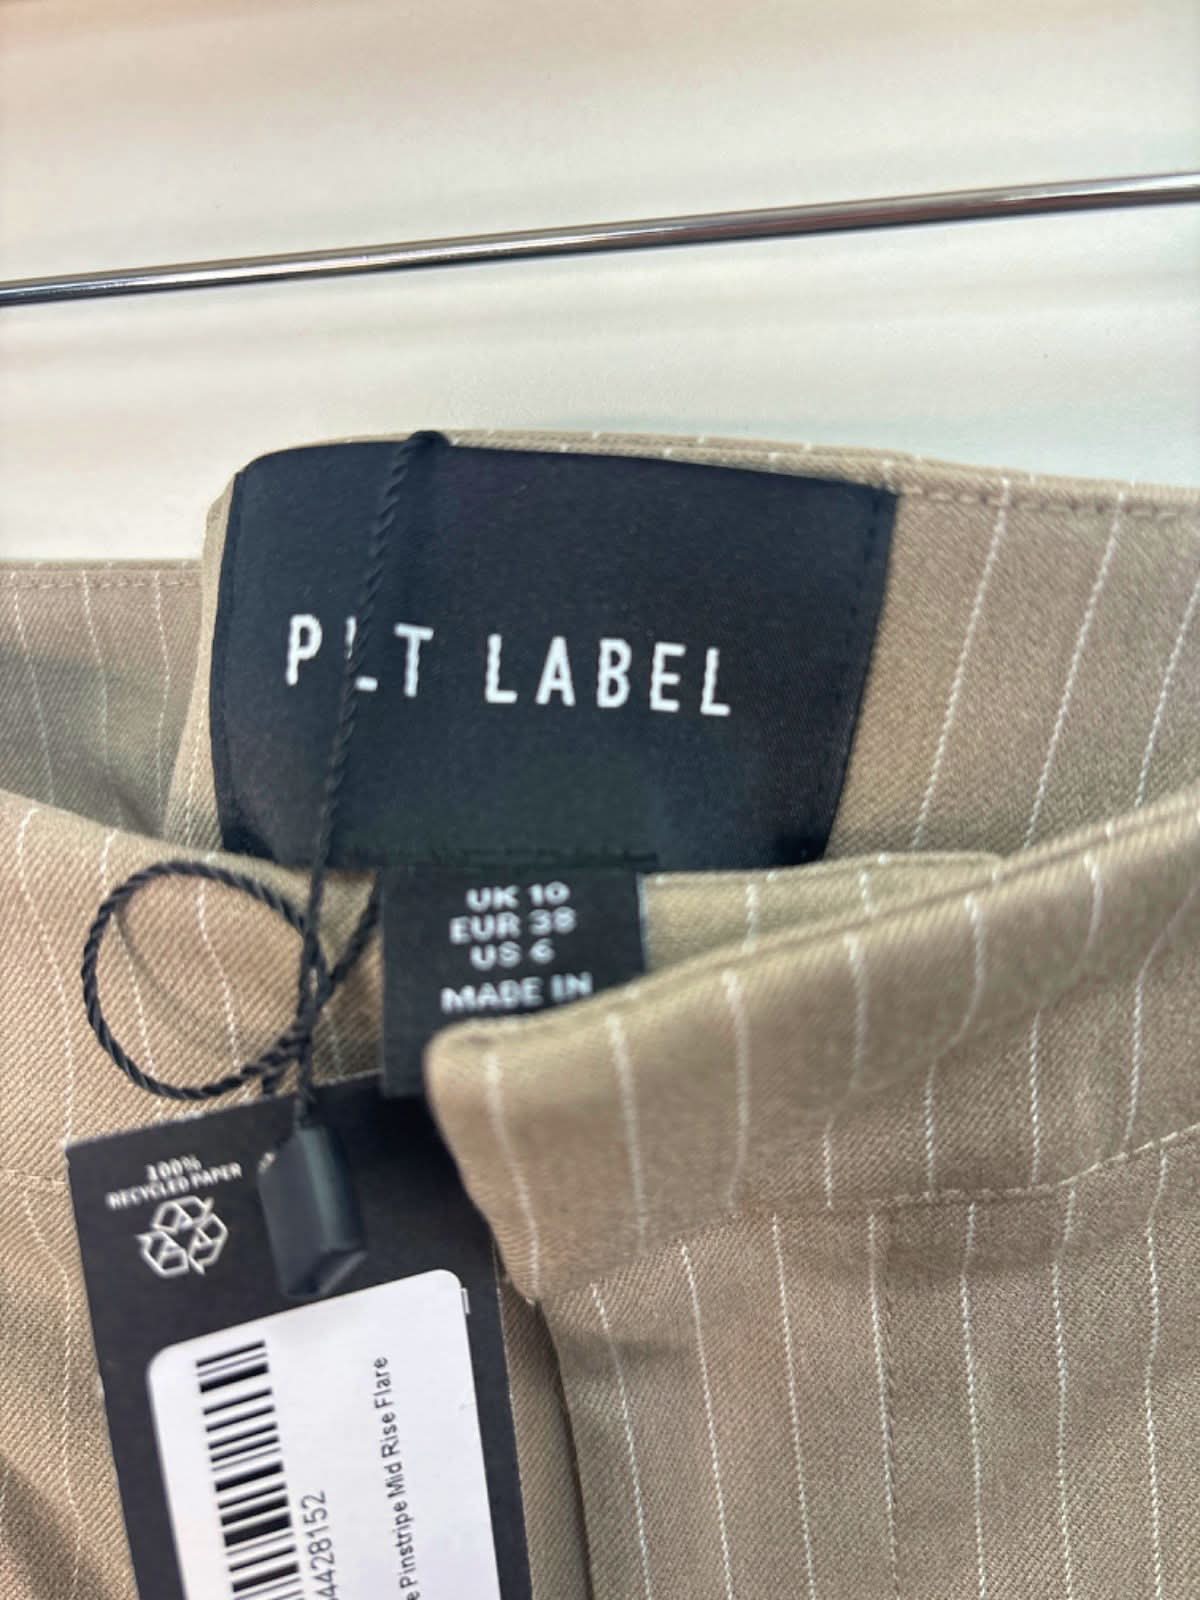 PLT LABEL
UK 10
EUR 38
US 6
MADE IN
100%
RECYCLED PAPER
4428152
e Pinstripe Mid Rise Flare